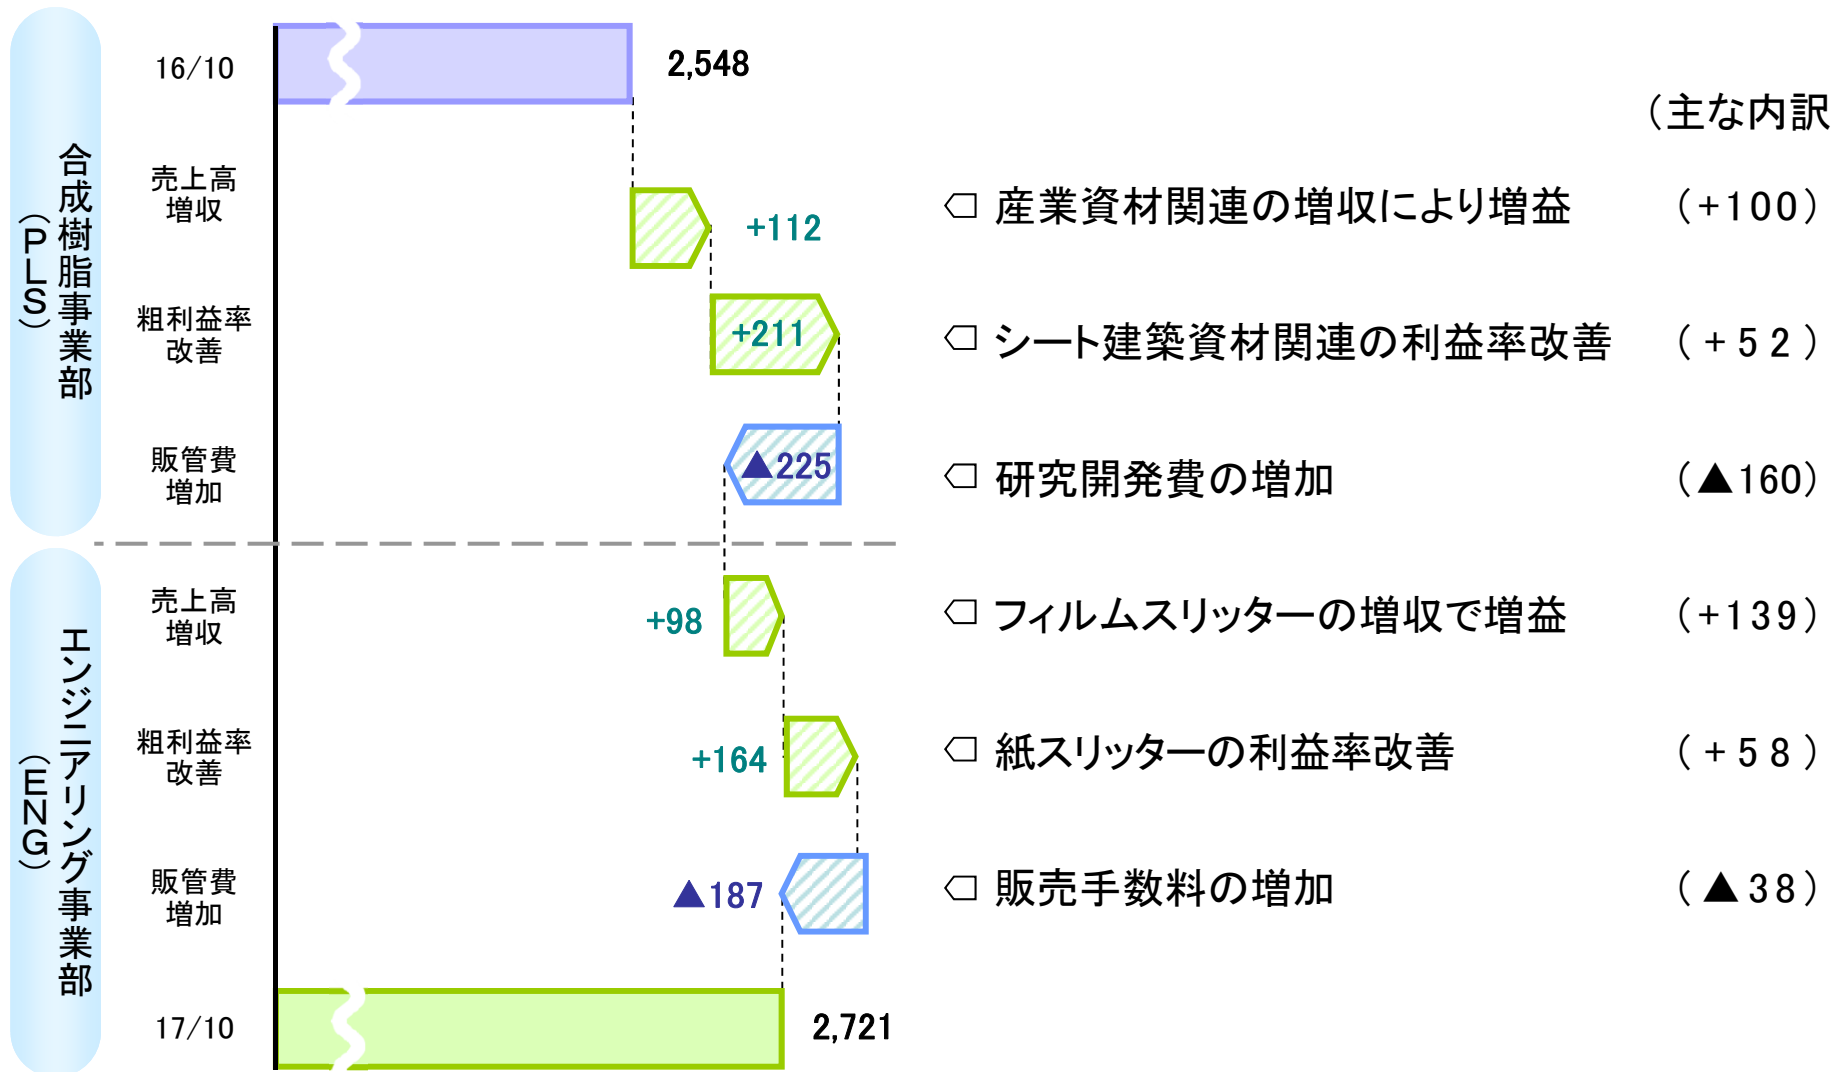 合成樹脂事業部
（ＰＬＳ）
16/10
2,548
（主な内訳
売上高
増収
+112
産業資材関連の増収により増益
（+100）
粗利益率
改善
+211
シート建築資材関連の利益率改善
（+52）
販管費
増加
▲225
研究開発費の増加
（▲160）
エンジニアリング事業部
（ＥＮＧ）
売上高
増収
+98
フィルムスリッターの増収で増益
（+139）
粗利益率
改善
+164
紙スリッターの利益率改善
（+58）
販管費
増加
▲187
販売手数料の増加
（▲38）
17/10
2,721